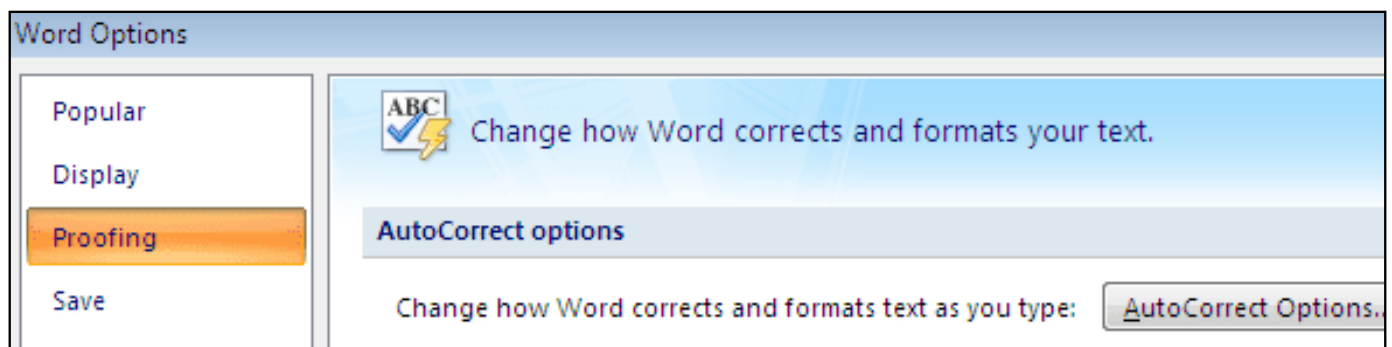 Word Options
Popular
Display
Proofing
Save
ABC
Change how Word corrects and formats your text.
AutoCorrect options
Change how Word corrects and formats text as you type:
AutoCorrect Options..